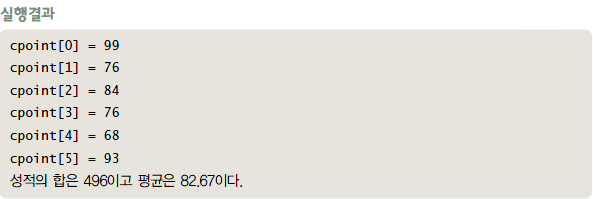 실행결과
cpoint[0] = 99
cpoint[1] = 76
cpoint[2] = 84
cpoint[3] = 76
cpoint[4] = 68
cpoint[5] = 93
성적의 합은 496이고 평균은 82.67이다.